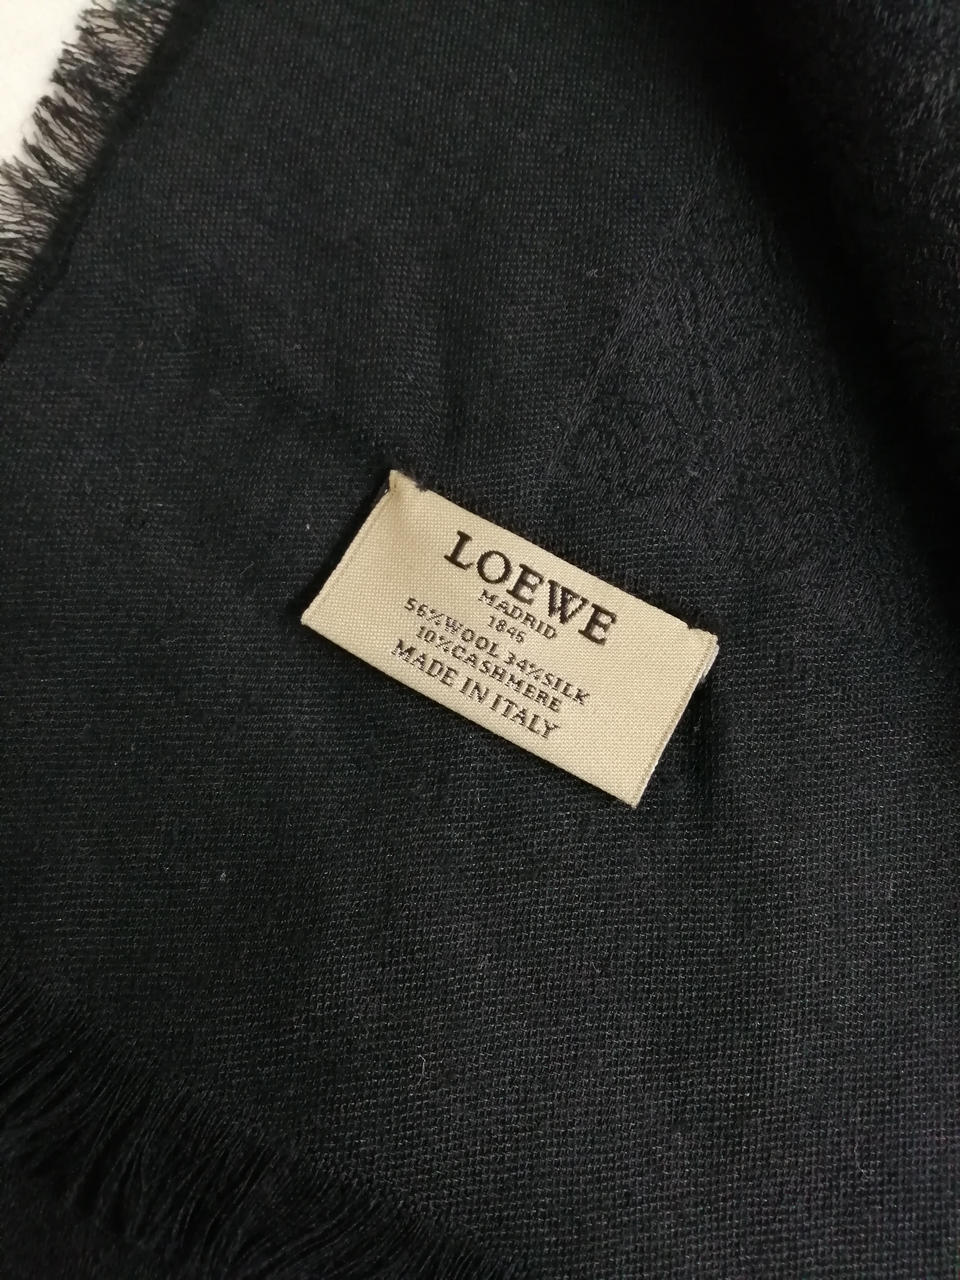 LOEWE
MADRID
1846
56%WOOL 34%SILK
10%CASHMERE
MADE IN ITALY